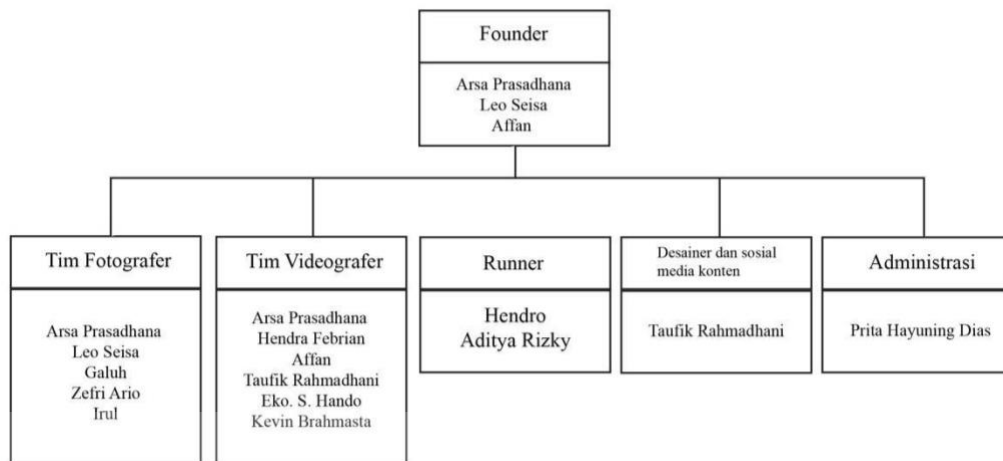 Founder
Arsa Prasadhana
Leo Seisa
Affan
Tim Fotografer
Arsa Prasadhana
Leo Seisa
Galuh
Zefri Ario
Irul
Tim Videografer
Arsa Prasadhana
Hendra Febrian
Affan
Taufik Rahmadhani
Eko. S. Hando
Kevin Brahmasta
Runner
Hendro
Aditya Rizky
Desainer dan sosial
media konten
Taufik Rahmadhani
Administrasi
Prita Hayuning Dias